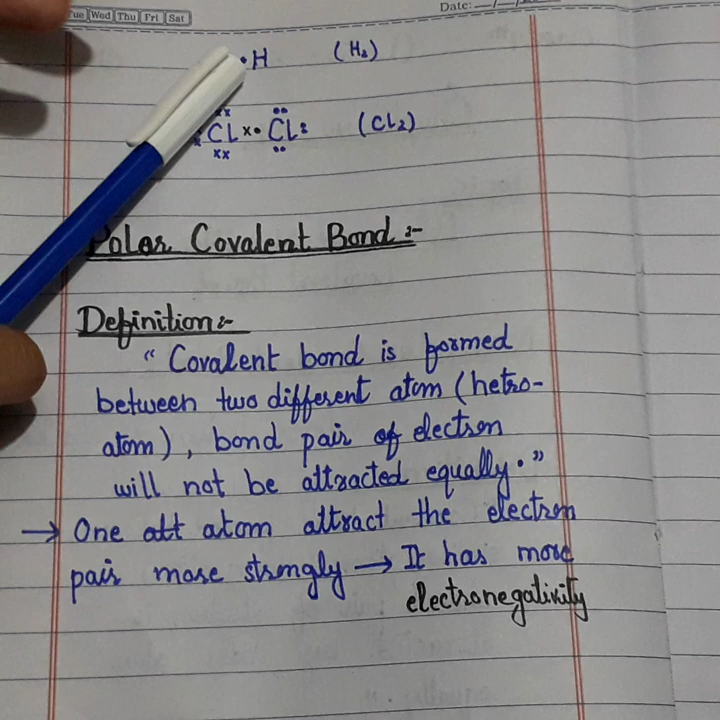 Tue Wed Thu Fri Sat Date:
•H (H₂)
CL ו CL: (CL₂)
Polar Covalent Bond :-
Definition:-
“ Covalent bond is formed
between two different atom (hetro-
atom), bond pair of electron
will not be attracted equally.”
→ One att atom attract the electron
pair more strongly → It has more
electronegativity